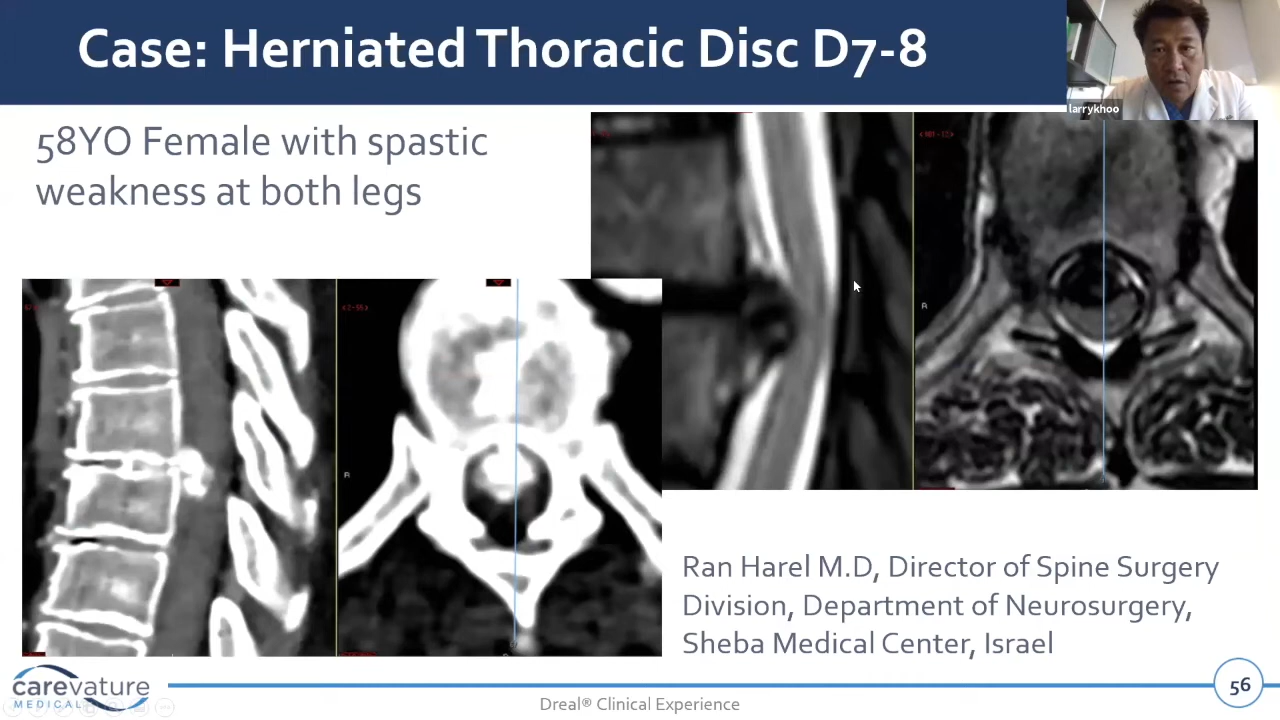 Case: Herniated Thoracic Disc D7-8
larrykhoo
58YO Female with spastic
weakness at both legs
R
R
Ran Harel M.D, Director of Spine Surgery
Division, Department of Neurosurgery,
Sheba Medical Center, Israel
carevature
MEDICAL
Dreal® Clinical Experience
56